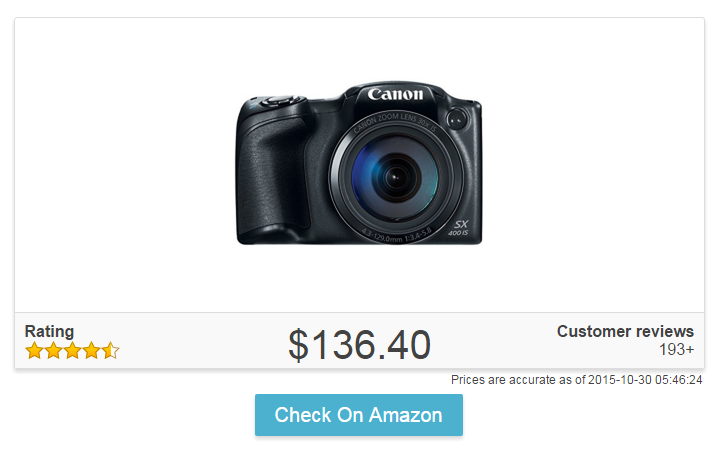 Canon
CANON ZOOM LENS 30x IS
4.3-129.0mm 1:3.4-5.8
SX
400 IS
Rating
$136.40
Customer reviews
193+
Prices are accurate as of 2015-10-30 05:46:24
Check On Amazon